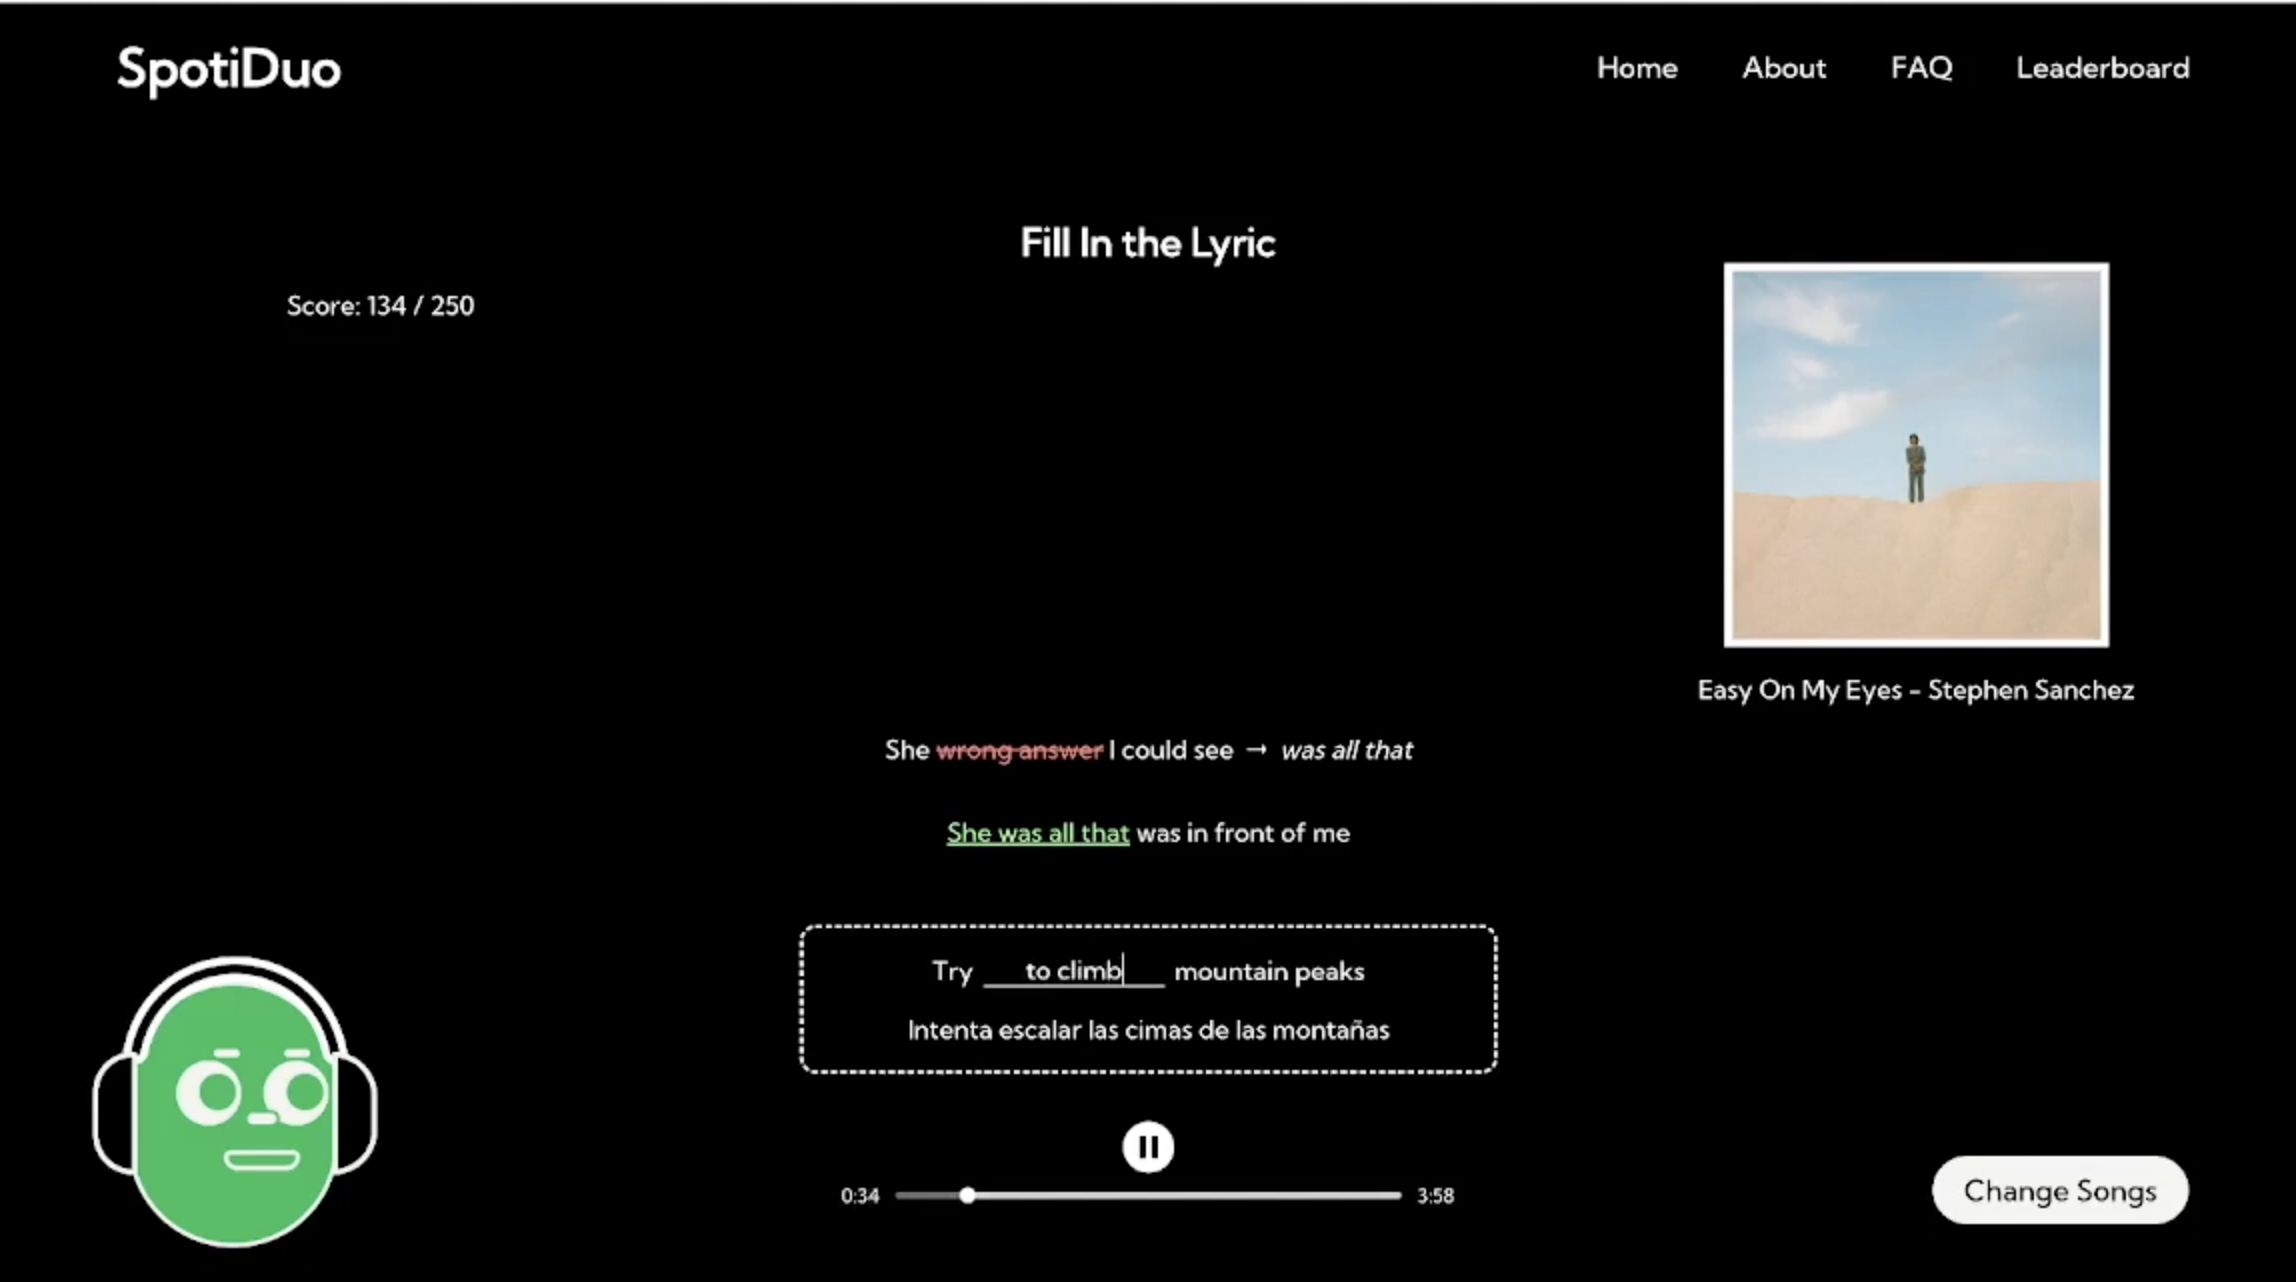 SpotiDuo
Home About FAQ Leaderboard
Fill In the Lyric
Score: 134 / 250
Easy On My Eyes - Stephen Sanchez
She wrong answer I could see → was all that
She was all that was in front of me
Try to climb mountain peaks
Intenta escalar las cimas de las montañas
0:34 3:58
Change Songs